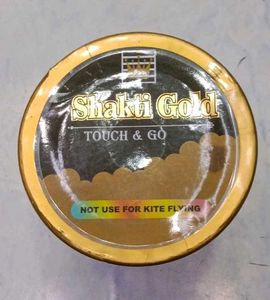 Shakti Gold
TOUCH & GO
NOT USE FOR KITE FLYING